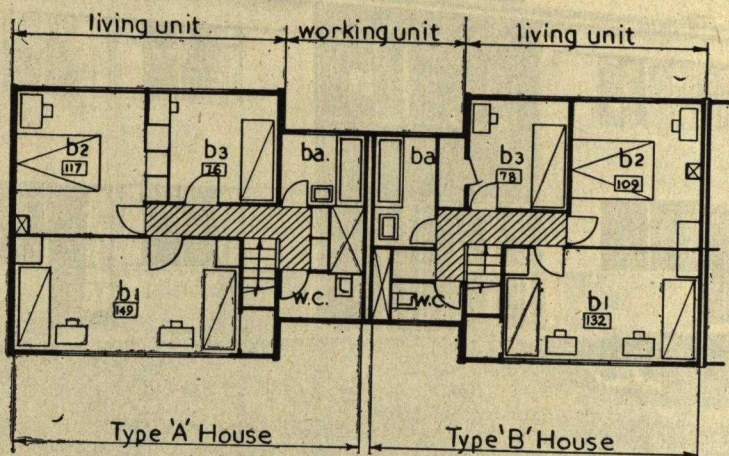 living unit working unit living unit
b2 117
b3 76
ba. ba
b3 78
b2 109
b1 149
w.c. w.c.
b1 132
Type 'A' House Type 'B' House